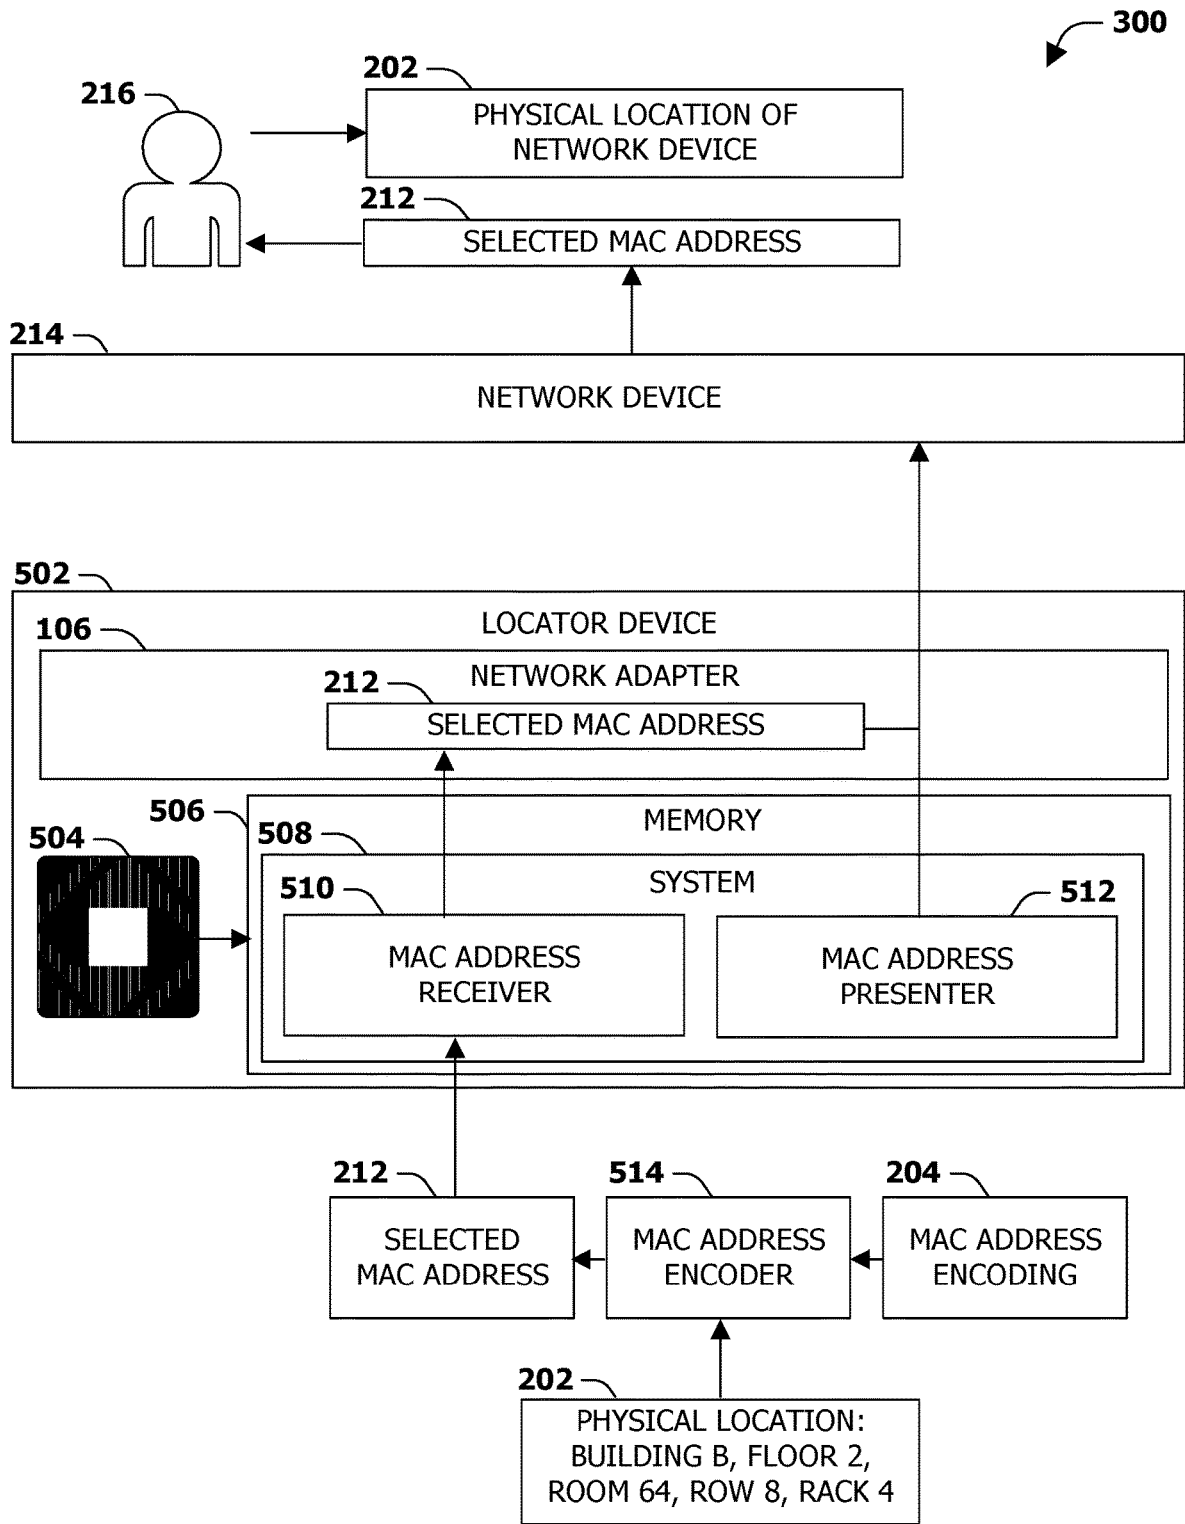 300
202
216
PHYSICAL LOCATION OF
NETWORK DEVICE
212
SELECTED MAC ADDRESS
214
NETWORK DEVICE
502
LOCATOR DEVICE
106
NETWORK ADAPTER
212
SELECTED MAC ADDRESS
506
MEMORY
504
508
SYSTEM
510
512
MAC ADDRESS
RECEIVER
MAC ADDRESS
PRESENTER
212
514
204
SELECTED
MAC ADDRESS
MAC ADDRESS
ENCODER
MAC ADDRESS
ENCODING
202
PHYSICAL LOCATION:
BUILDING B, FLOOR 2,
ROOM 64, ROW 8, RACK 4